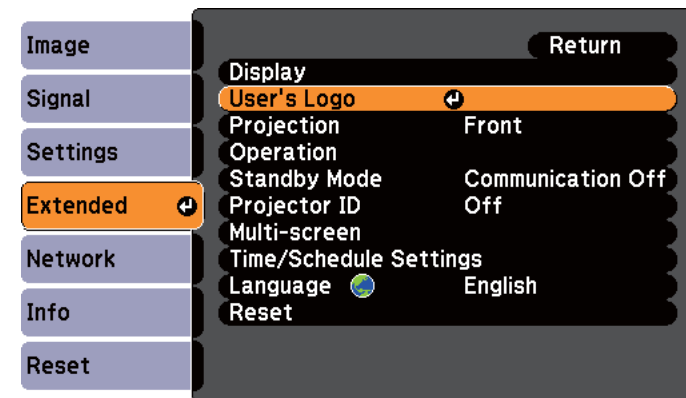 Image
Signal
Settings
Extended
Network
Info
Reset
Return
Display
User's Logo
Projection Front
Operation
Standby Mode Communication Off
Projector ID Off
Multi-screen
Time/Schedule Settings
Language English
Reset